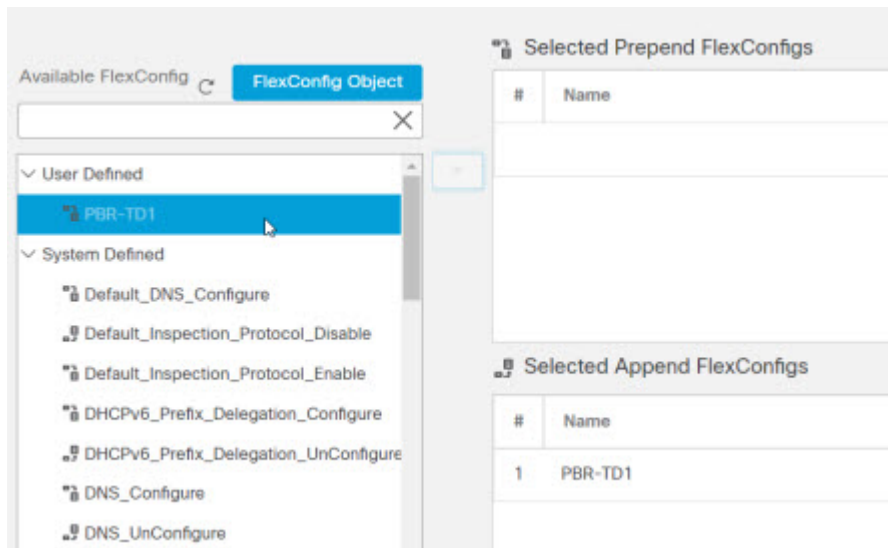 Available FlexConfig
FlexConfig Object
User Defined
PBR-TD1
System Defined
Default_DNS_Configure
Default_Inspection_Protocol_Disable
Default_Inspection_Protocol_Enable
DHCPv6_Prefix_Delegation_Configure
DHCPv6_Prefix_Delegation_UnConfigure
DNS_Configure
DNS_UnConfigure
Selected Prepend FlexConfigs
# Name
Selected Append FlexConfigs
# Name
1 PBR-TD1